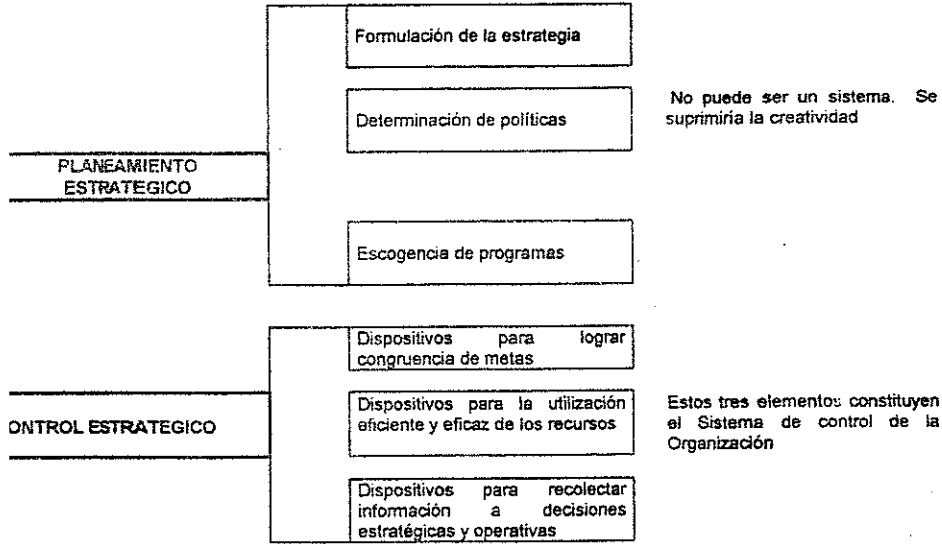 Formulación de la estrategia
Determinación de políticas
No puede ser un sistema. Se
suprimiría la creatividad
PLANEAMIENTO
ESTRATEGICO
Escogencia de programas
Dispositivos para lograr
congruencia de metas
ONTROL ESTRATEGICO
Dispositivos para la utilización
eficiente y eficaz de los recursos
Estos tres elementos constituyen
el Sistema de control de la
Organización
Dispositivos para recolectar
información a decisiones
estratégicas y operativas